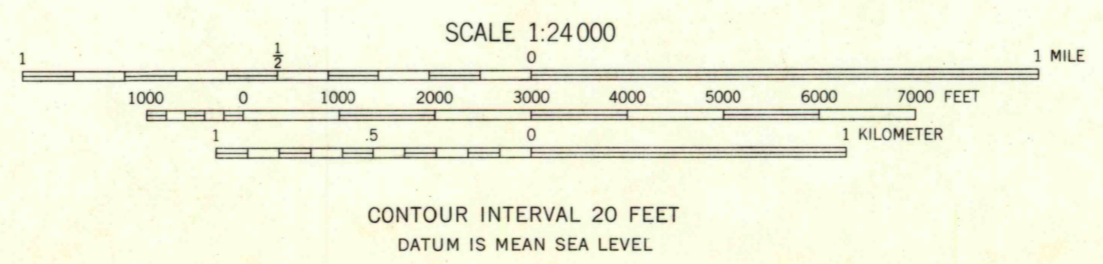 SCALE 1:24 000
1 1/2 0 1 MILE
1000 0 1000 2000 3000 4000 5000 6000 7000 FEET
1 .5 0 1 KILOMETER
CONTOUR INTERVAL 20 FEET
DATUM IS MEAN SEA LEVEL